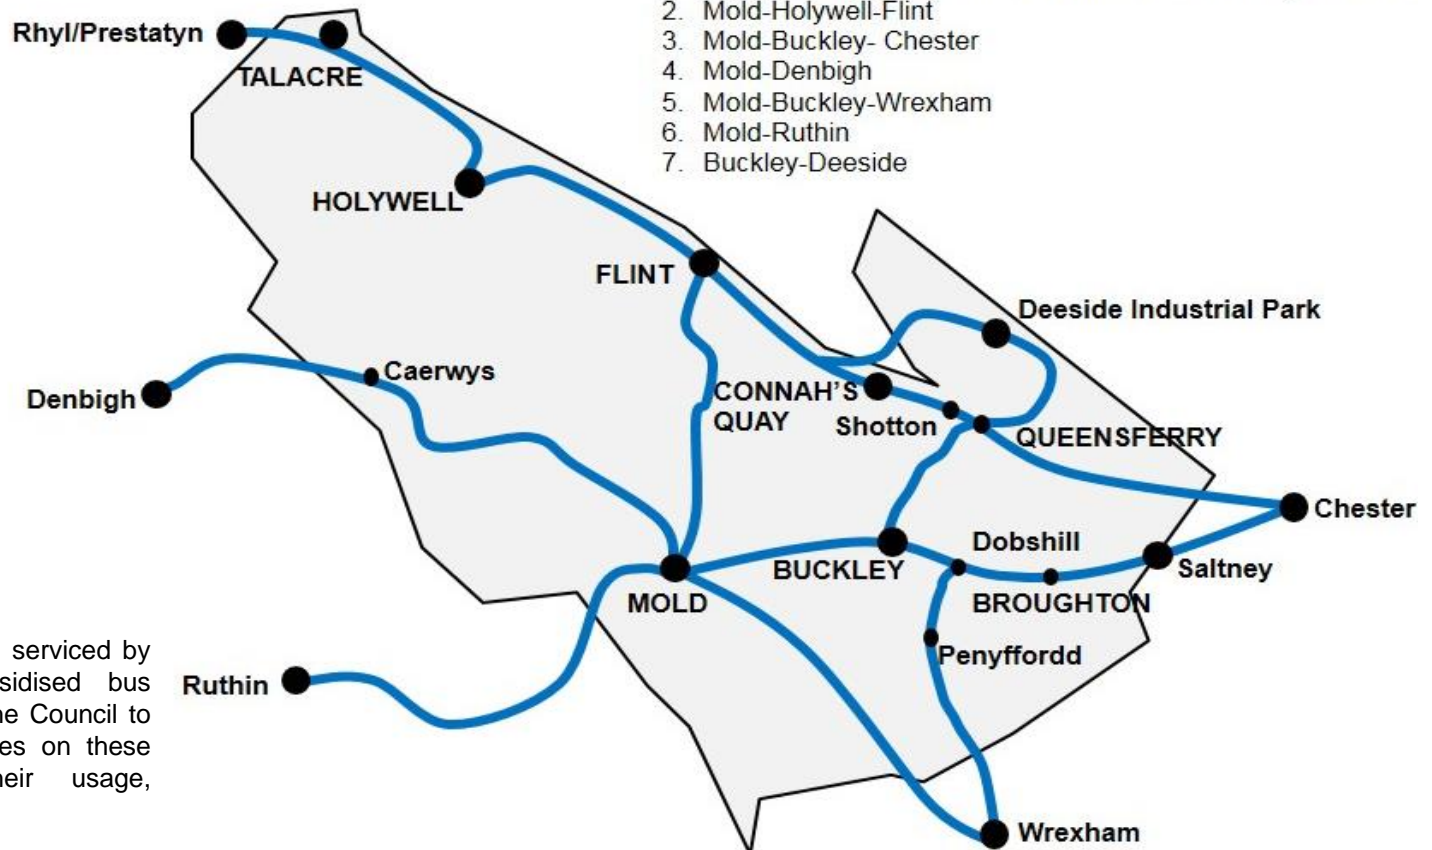 2. Mold-Holywell-Flint
3. Mold-Buckley- Chester
4. Mold-Denbigh
5. Mold-Buckley-Wrexham
6. Mold-Ruthin
7. Buckley-Deeside
Rhyl/Prestatyn
TALACRE
HOLYWELL
FLINT
Deeside Industrial Park
Caerwys
Denbigh
CONNAH'S
QUAY
Shotton
QUEENSFERRY
Chester
Dobshill
BUCKLEY
Saltney
MOLD
BROUGHTON
Penyffordd
Ruthin
Wrexham
serviced by
sidised bus
ne Council to
es on these
heir usage,